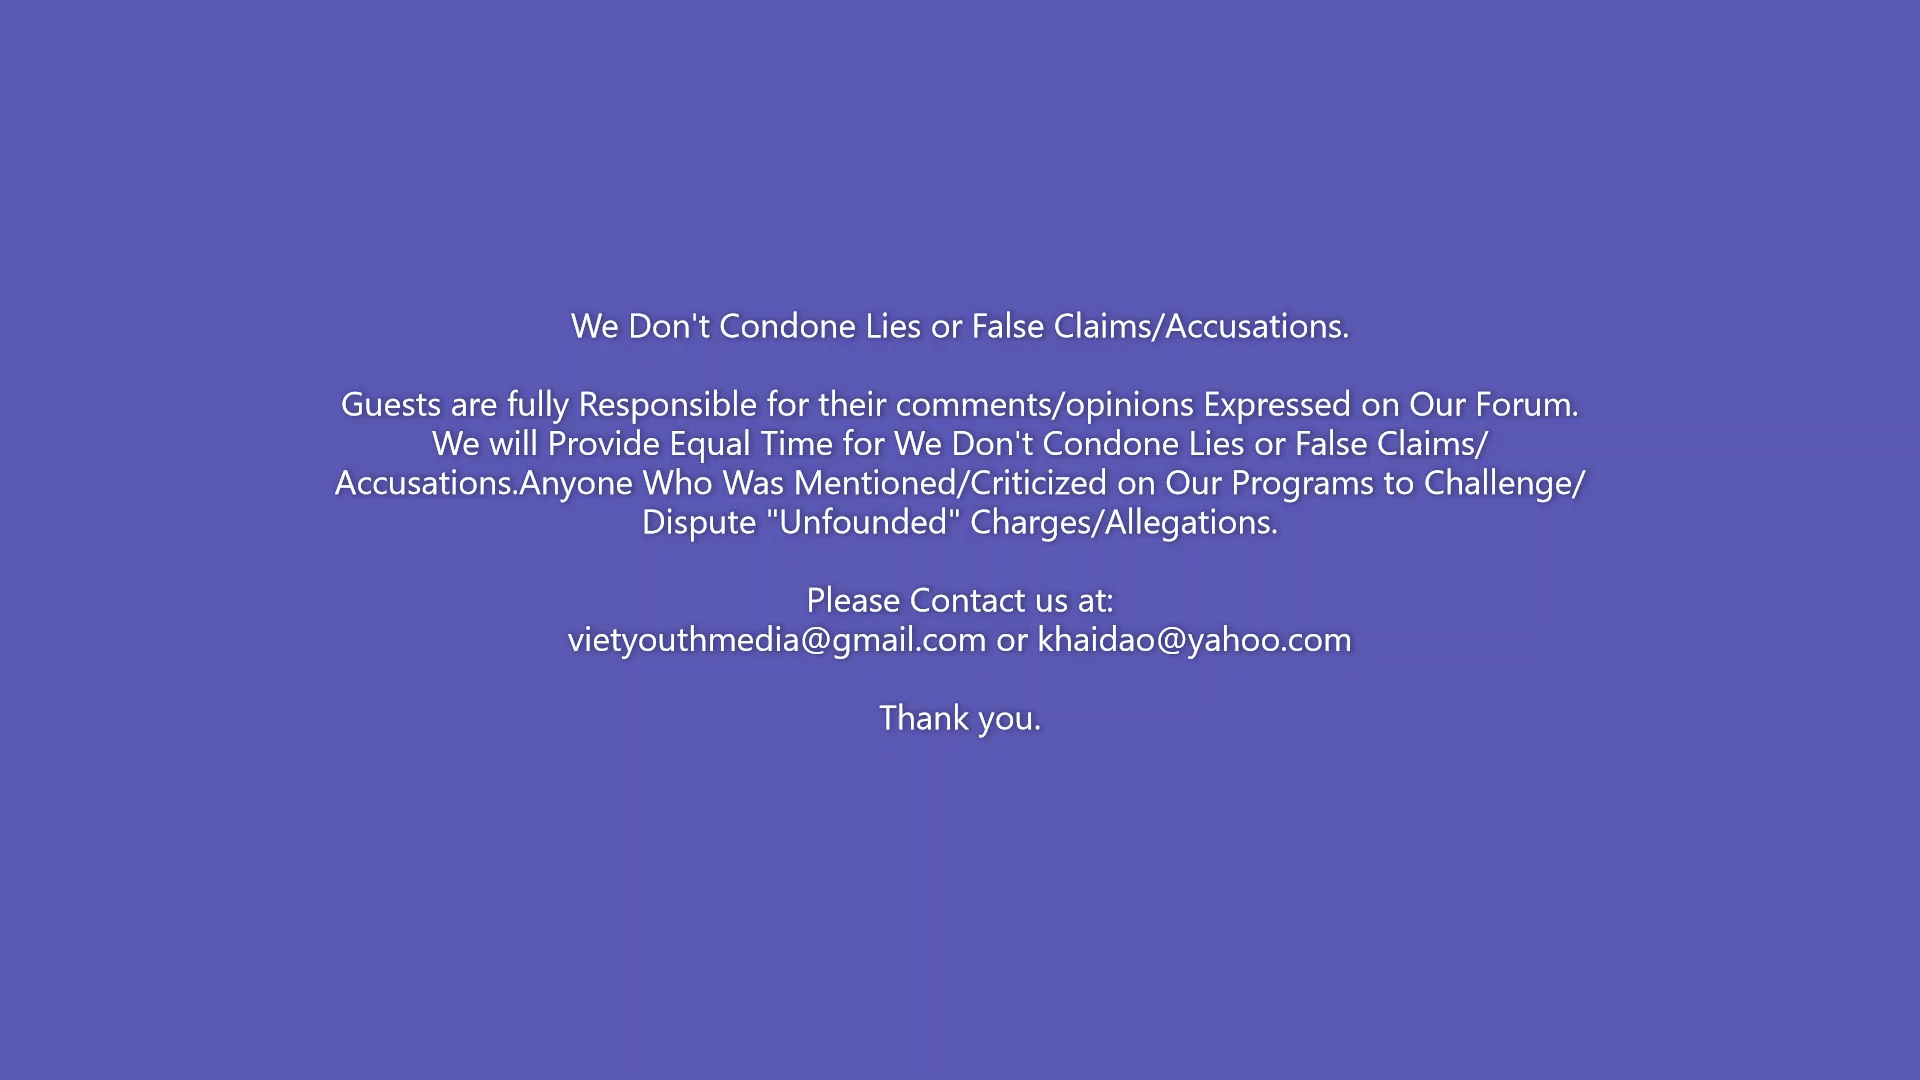 We Don't Condone Lies or False Claims/Accusations.
Guests are fully Responsible for their comments/opinions Expressed on Our Forum.
We will Provide Equal Time for We Don't Condone Lies or False Claims/
Accusations.Anyone Who Was Mentioned/Criticized on Our Programs to Challenge/
Dispute "Unfounded" Charges/Allegations.
Please Contact us at:
vietyouthmedia@gmail.com or khaidao@yahoo.com
Thank you.